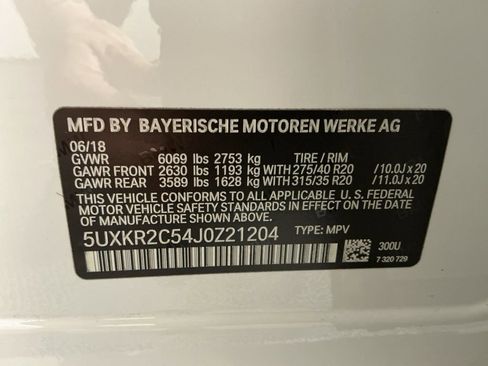 MFD BY BAYERISCHE MOTOREN WERKE AG
06/18
GVWR 6069 lbs 2753 kg TIRE / RIM
GAWR FRONT 2630 lbs 1193 kg WITH 275/40 R20 /10.0J x 20
GAWR REAR 3589 lbs 1628 kg WITH 315/35 R20 /11.0J x 20
THIS VEHICLE CONFORMS TO ALL APPLICABLE U. S. FEDERAL
MOTOR VEHICLE SAFETY STANDARDS IN EFFECT ON THE
DATE OF MANUFACTURE SHOWN ABOVE.
5UXKR2C54J0Z21204 TYPE: MPV
300U
7 320 729